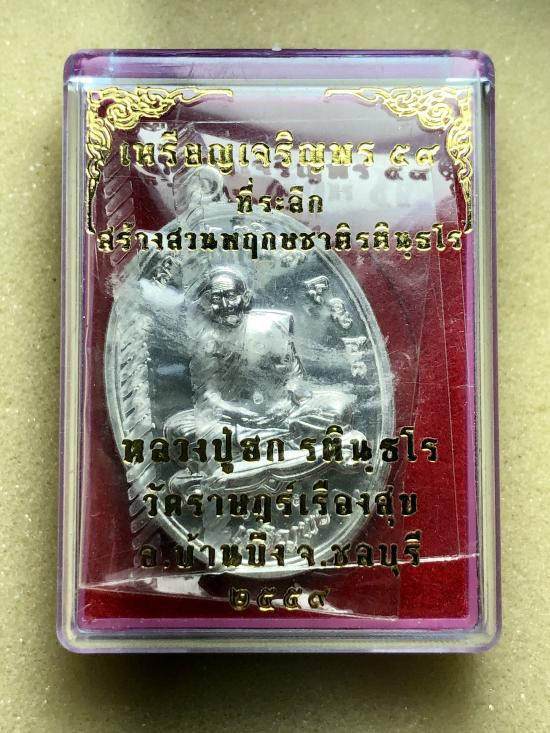 เหรียญเจริญพร ๕๙
ที่ระลึก
สร้างสวนพฤกษชาติรตินฺธโร
หลวงปู่ฮก รตินฺธโร
วัดราษฎร์เรืองสุข
อ.บ้านบึง จ.ชลบุรี
๒๕๕๙